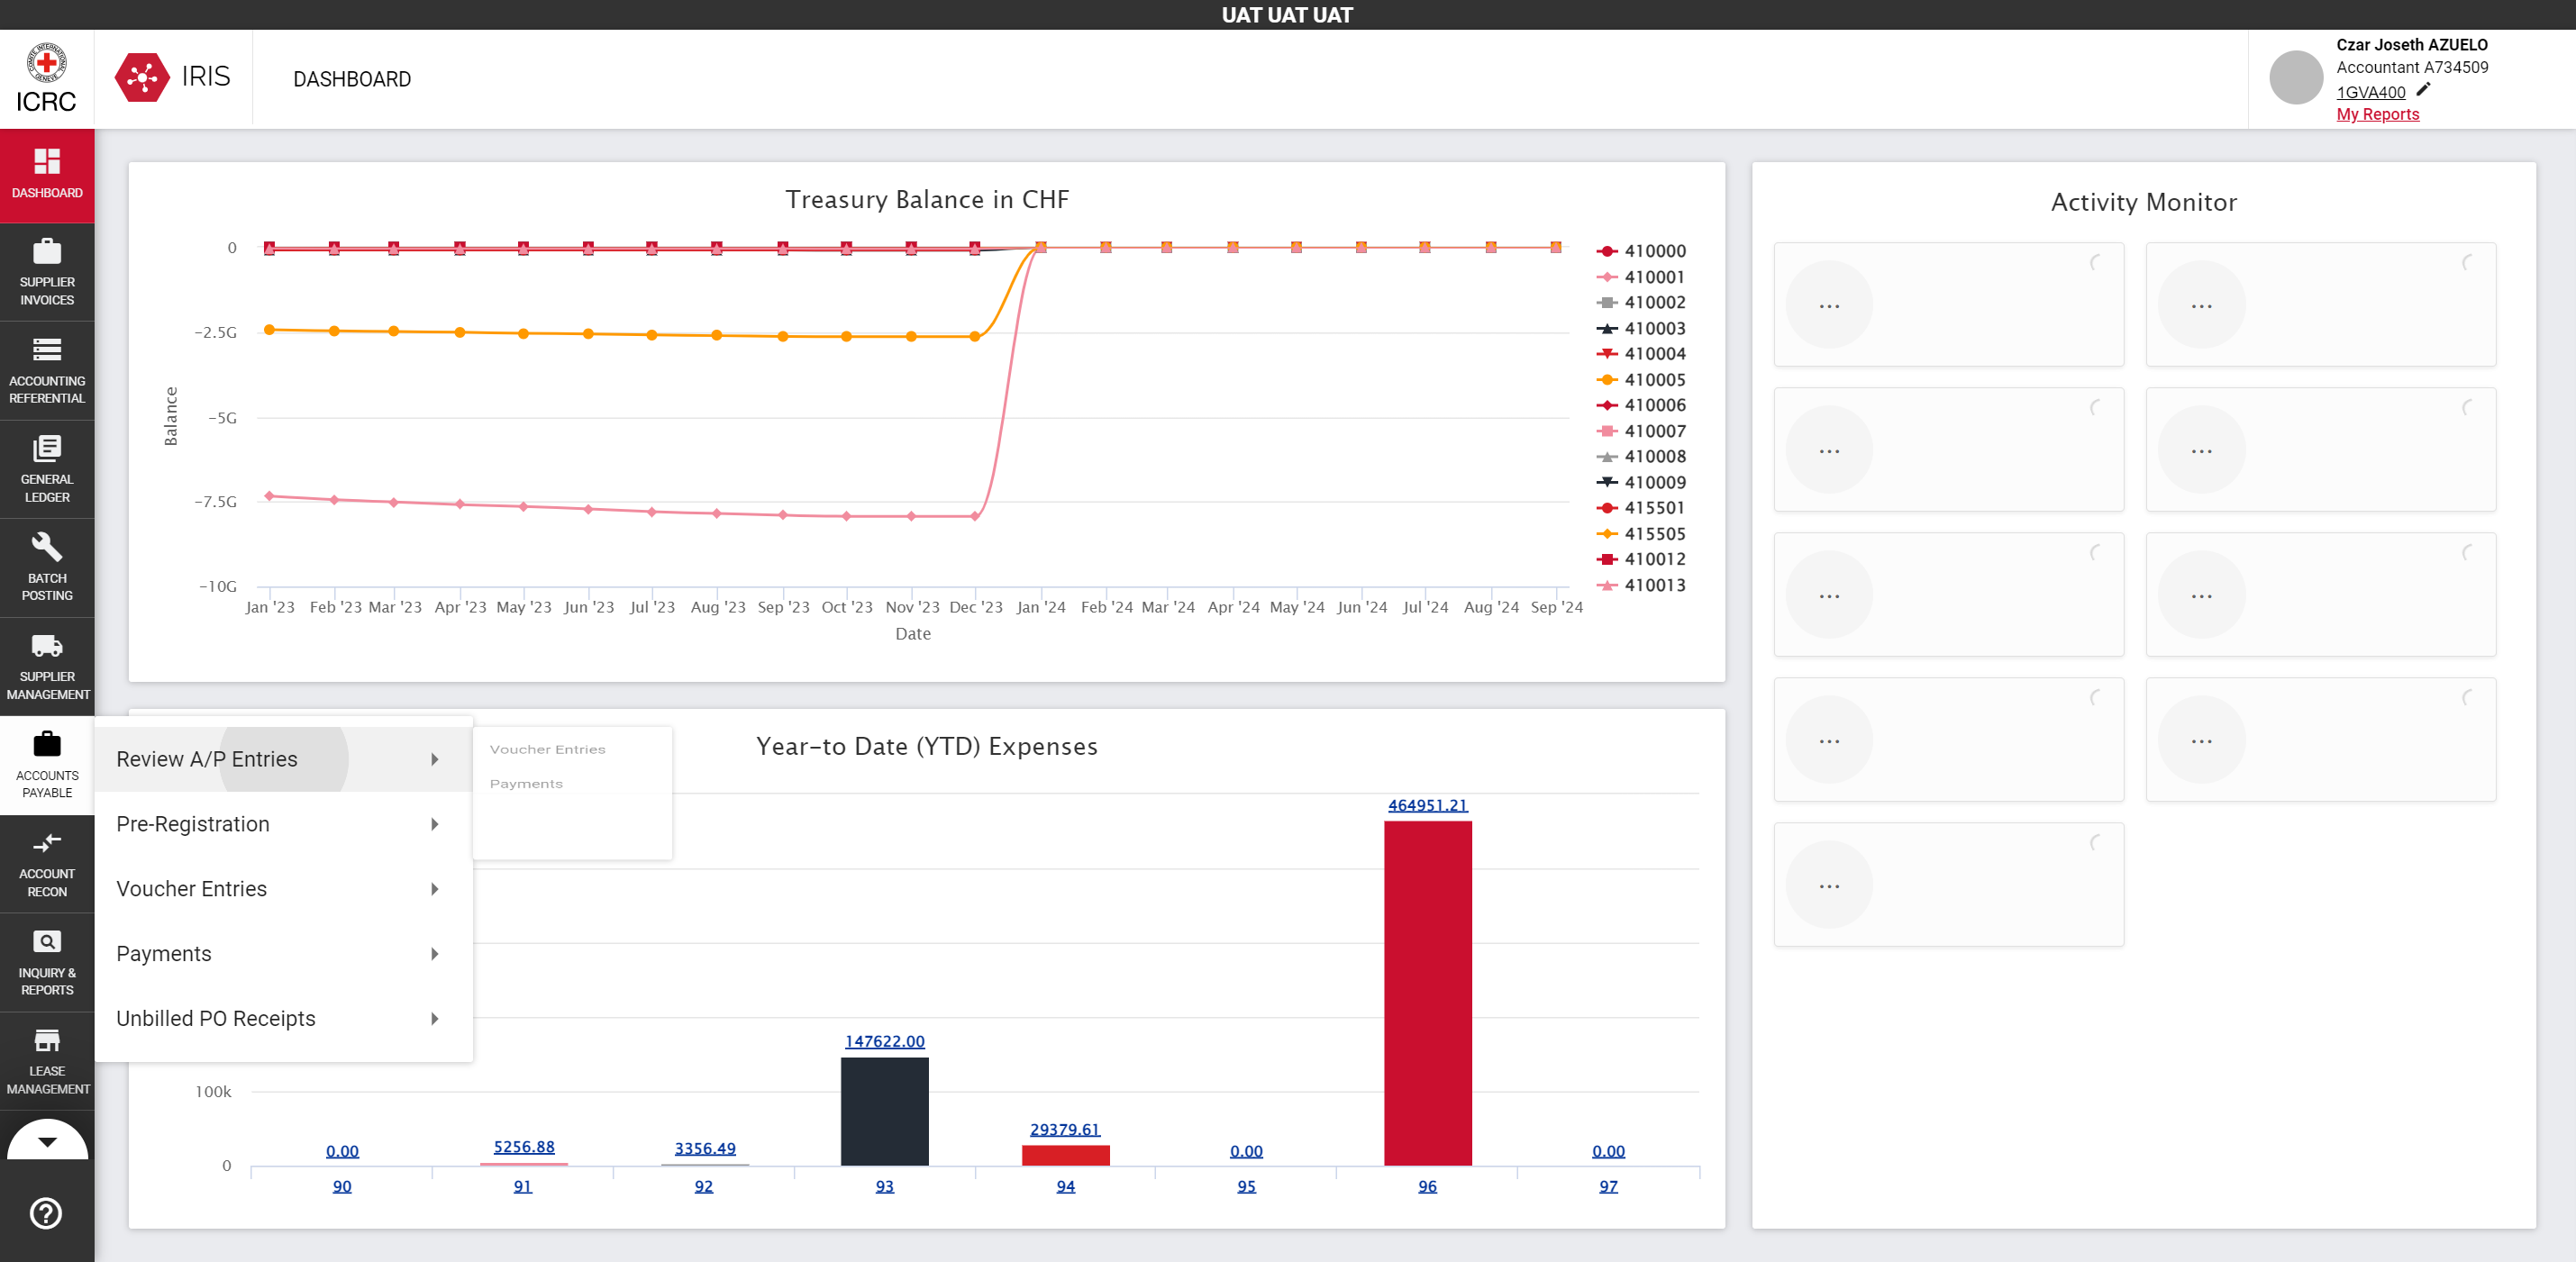 UAT UAT UAT
ICRC
IRIS
DASHBOARD
Czar Joseth AZUELO
Accountant A734509
1GVA400
My Reports
DASHBOARD
SUPPLIER
INVOICES
ACCOUNTING
REFERENTIAL
GENERAL
LEDGER
BATCH
POSTING
SUPPLIER
MANAGEMENT
ACCOUNTS
PAYABLE
ACCOUNT
RECON
INQUIRY &
REPORTS
LEASE
MANAGEMENT
Treasury Balance in CHF
0
−2.5G
−5G
−7.5G
−10G
Balance
Jan '23 Feb '23 Mar '23 Apr '23 May '23 Jun '23 Jul '23 Aug '23 Sep '23 Oct '23 Nov '23 Dec '23 Jan '24 Feb '24 Mar '24 Apr '24 May '24 Jun '24 Jul '24 Aug '24 Sep '24
Date
410000
410001
410002
410003
410004
410005
410006
410007
410008
410009
415501
415505
410012
410013
Review A/P Entries
Pre-Registration
Voucher Entries
Payments
Unbilled PO Receipts
Voucher Entries
Payments
Year-to Date (YTD) Expenses
100k
0
0.00 5256.88 3356.49 147622.00 29379.61 0.00 464951.21 0.00
90 91 92 93 94 95 96 97
Activity Monitor
... ...
... ...
... ...
... ...
...